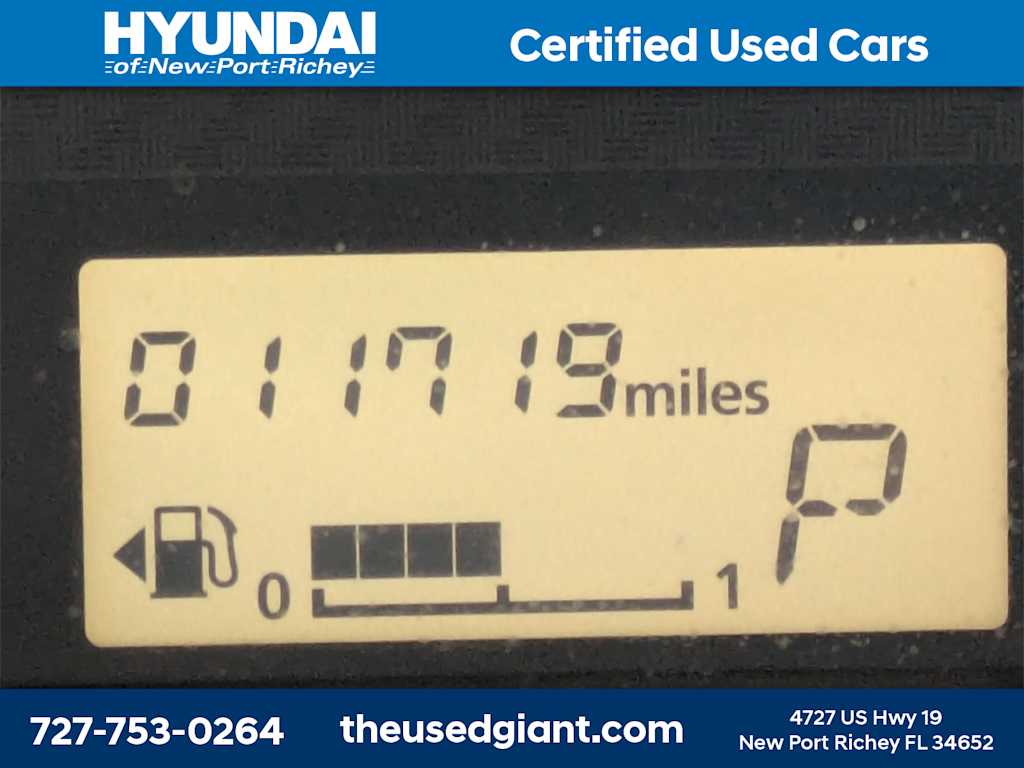 HYUNDAI
of New Port Richey
Certified Used Cars
011719 miles
P
0 1
727-753-0264
theusedgiant.com
4727 US Hwy 19
New Port Richey FL 34652